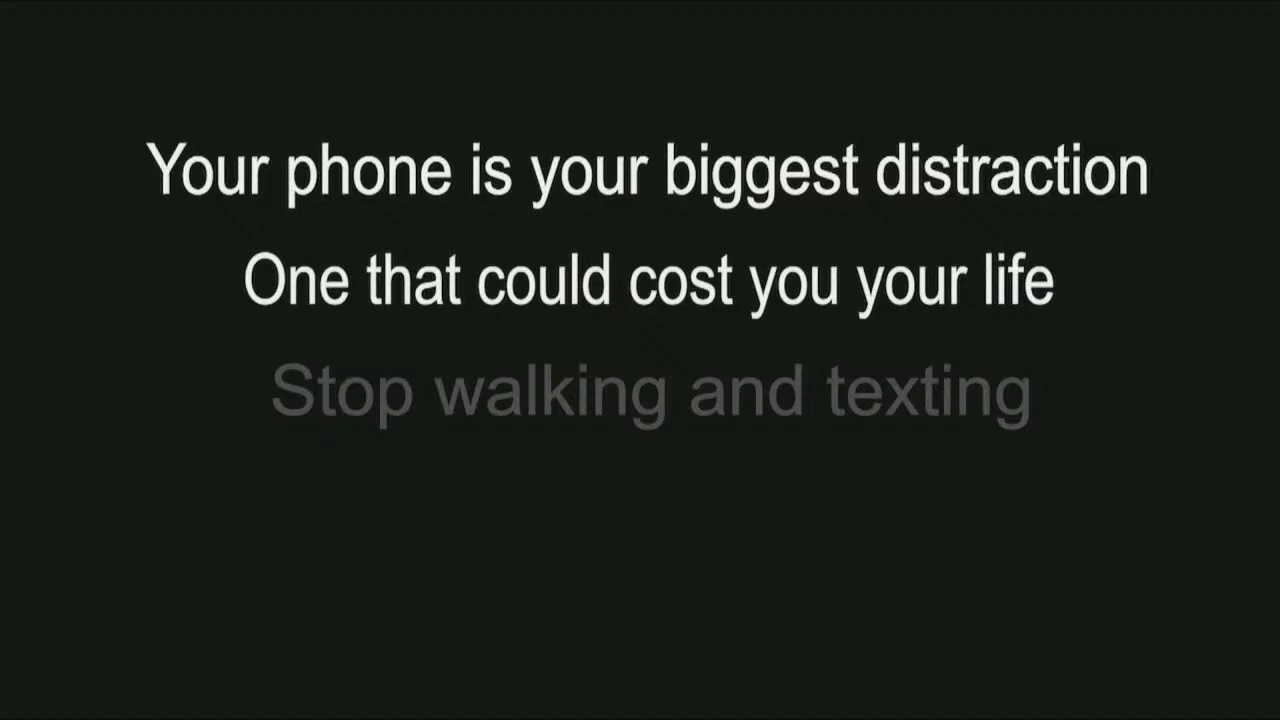 Your phone is your biggest distraction
One that could cost you your life
Stop walking and texting